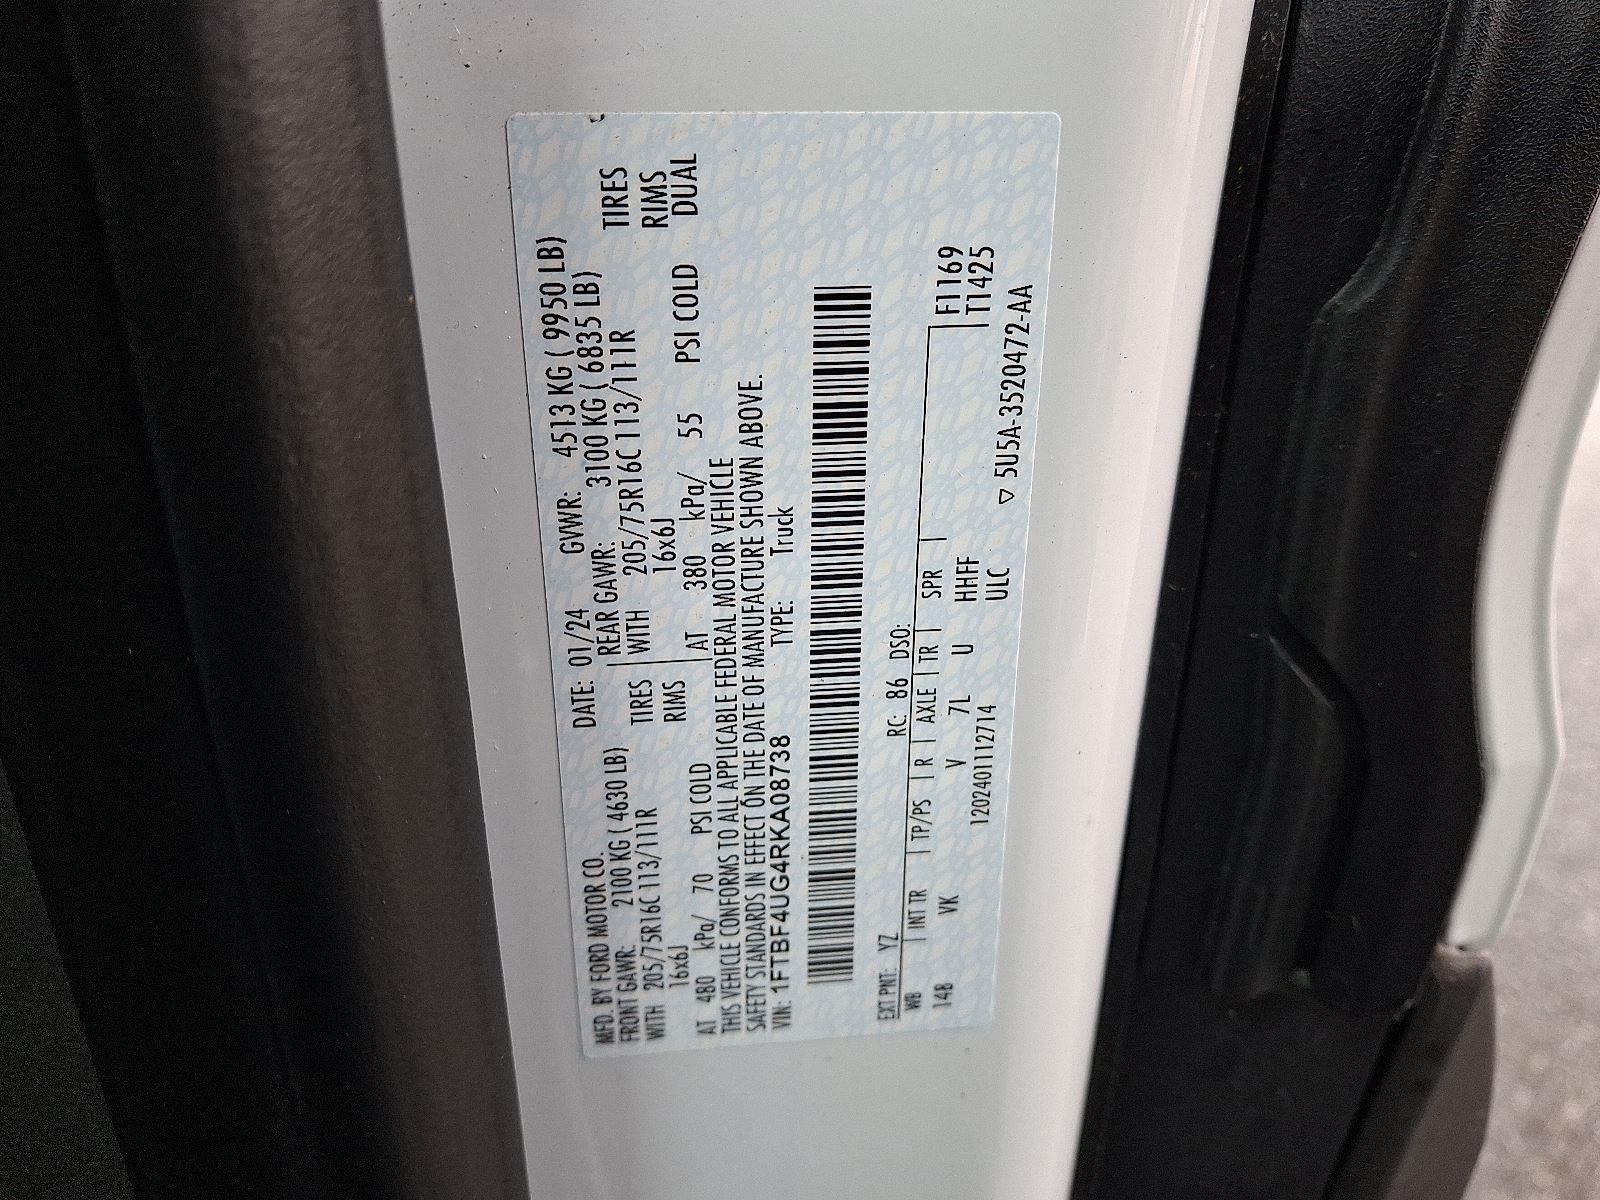 MFD. BY FORD MOTOR CO. DATE: 01/24 GVWR: 4513 KG ( 9950 LB)
FRONT GAWR: 2100 KG ( 4630 LB) REAR GAWR: 3100 KG ( 6835 LB)
WITH 205/75R16C 113/111R TIRES WITH 205/75R16C 113/111R TIRES
16x6J RIMS 16x6J RIMS
AT 480 kPa/ 70 PSI COLD AT 380 kPa/ 55 PSI COLD DUAL
THIS VEHICLE CONFORMS TO ALL APPLICABLE FEDERAL MOTOR VEHICLE
SAFETY STANDARDS IN EFFECT ON THE DATE OF MANUFACTURE SHOWN ABOVE.
VIN: 1FTBF4UG4RKA08738 TYPE: Truck
EXT PNT: YZ RC: 86 DSO:
WB | INT TR | TP/PS | R | AXLE | TR | SPR | F1169
148 VK V 7L U HHFF T1425
1202401112714 ULC
▽ 5U5A-3520472-AA